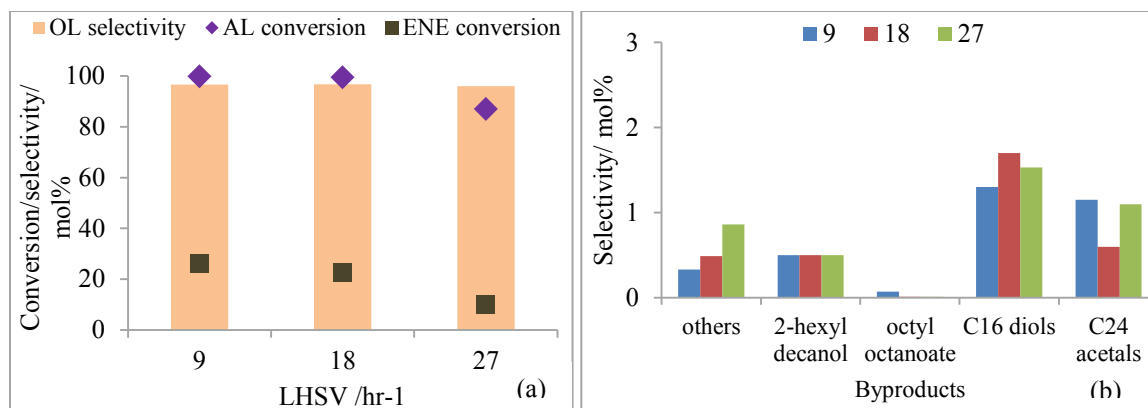 OL selectivity AL conversion ENE conversion
Conversion/selectivity/
mol%
100
80
60
40
20
0
9 18 27
LHSV /hr-1
(a)
9 18 27
Selectivity/ mol%
3
2
1
0
others 2-hexyl decanol octyl octanoate C16 diols C24 acetals
Byproducts
(b)